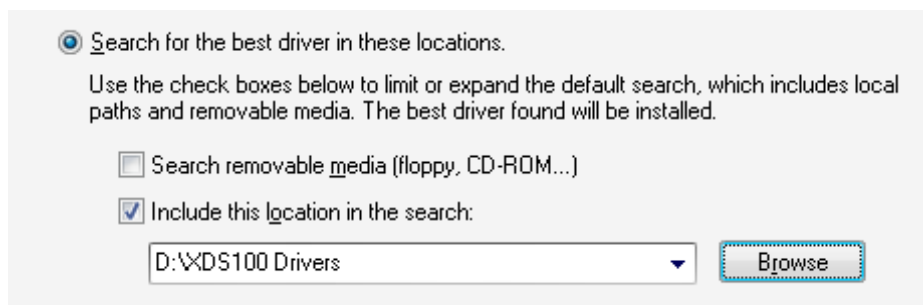 Search for the best driver in these locations.
Use the check boxes below to limit or expand the default search, which includes local
paths and removable media. The best driver found will be installed.
Search removable media (floppy, CD-ROM...)
Include this location in the search:
D:\XDS100 Drivers
Browse